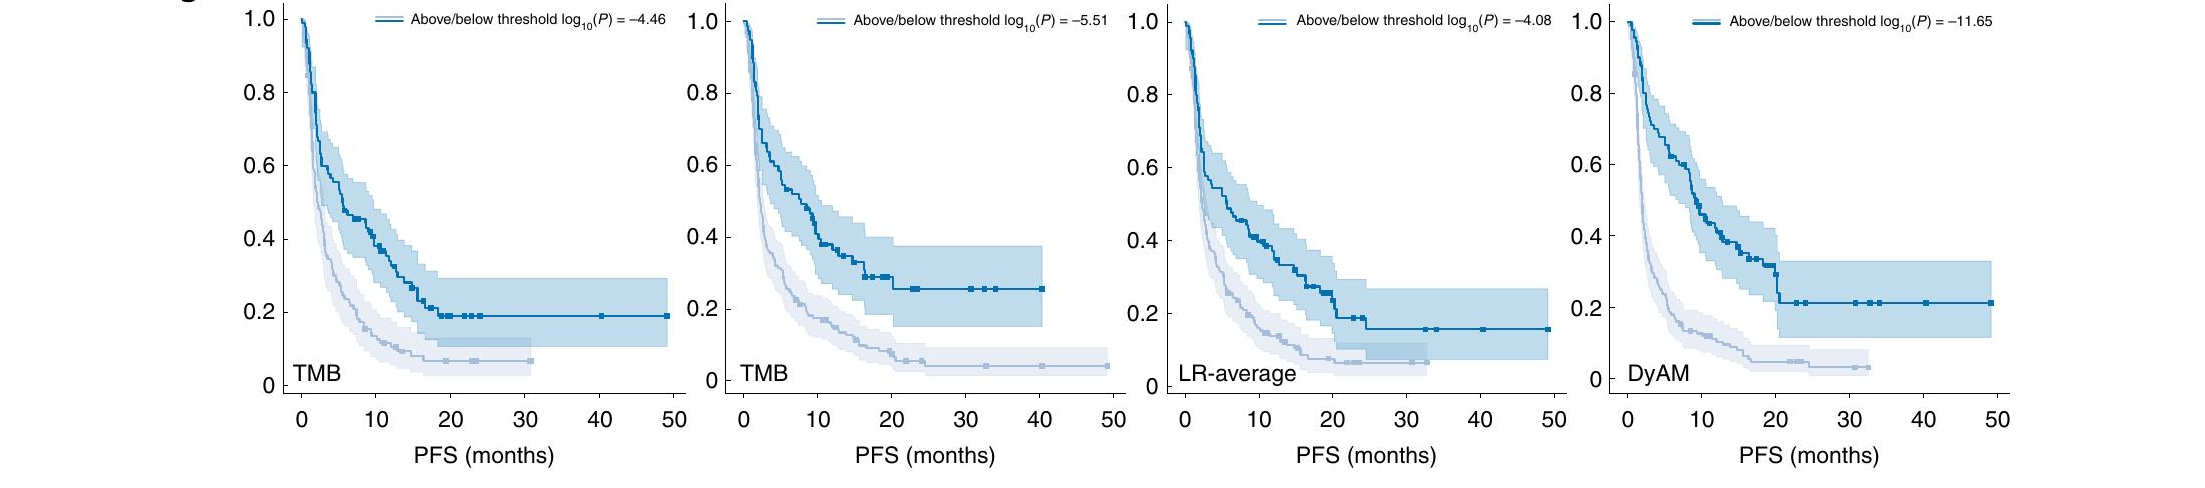 Above/below threshold log10(P) = –4.46
1.0
0.8
0.6
0.4
0.2
0
TMB
0 10 20 30 40 50
PFS (months)
Above/below threshold log10(P) = –5.51
1.0
0.8
0.6
0.4
0.2
0
TMB
0 10 20 30 40 50
PFS (months)
Above/below threshold log10(P) = –4.08
1.0
0.8
0.6
0.4
0.2
0
LR-average
0 10 20 30 40 50
PFS (months)
Above/below threshold log10(P) = –11.65
1.0
0.8
0.6
0.4
0.2
0
DyAM
0 10 20 30 40 50
PFS (months)